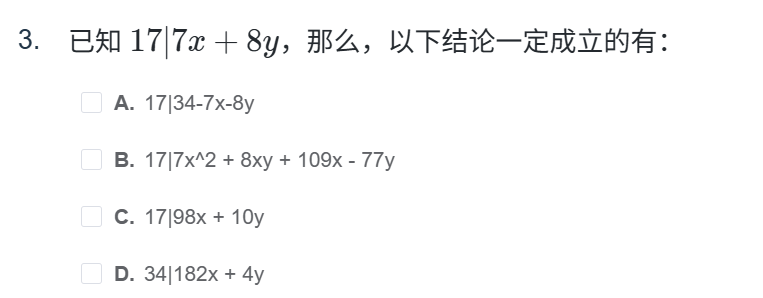 3. 已知 17|7x + 8y，那么，以下结论一定成立的有：
A. 17|34-7x-8y
B. 17|7x^2 + 8xy + 109x - 77y
C. 17|98x + 10y
D. 34|182x + 4y